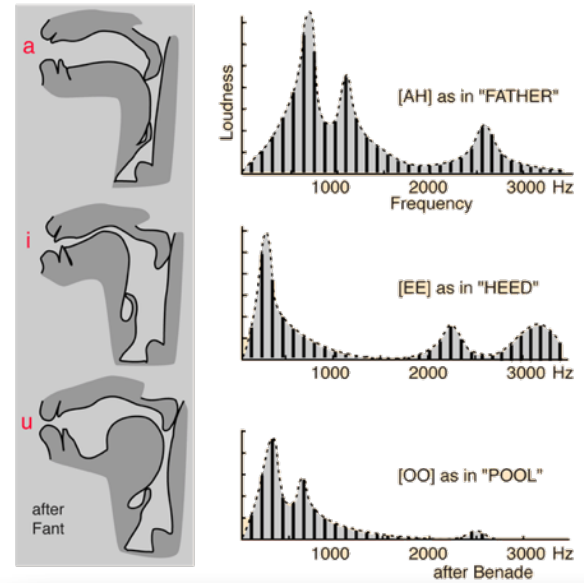 a
Loudness
[AH] as in "FATHER"
1000 2000 3000 Hz
Frequency
i
[EE] as in "HEED"
1000 2000 3000 Hz
u
[OO] as in "POOL"
after
Fant
1000 2000 3000 Hz
after Benade